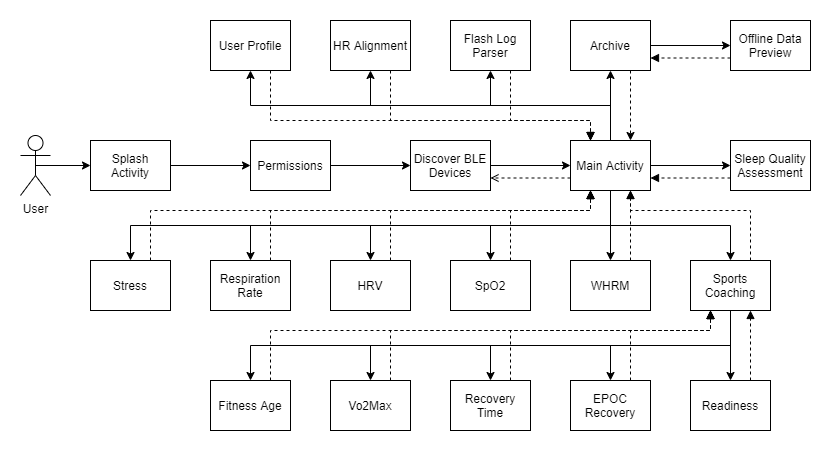 User Profile
HR Alignment
Flash Log
Parser
Archive
Offline Data
Preview
Splash
Activity
Permissions
Discover BLE
Devices
Main Activity
Sleep Quality
Assessment
User
Stress
Respiration
Rate
HRV
SpO2
WHRM
Sports
Coaching
Fitness Age
Vo2Max
Recovery
Time
EPOC
Recovery
Readiness